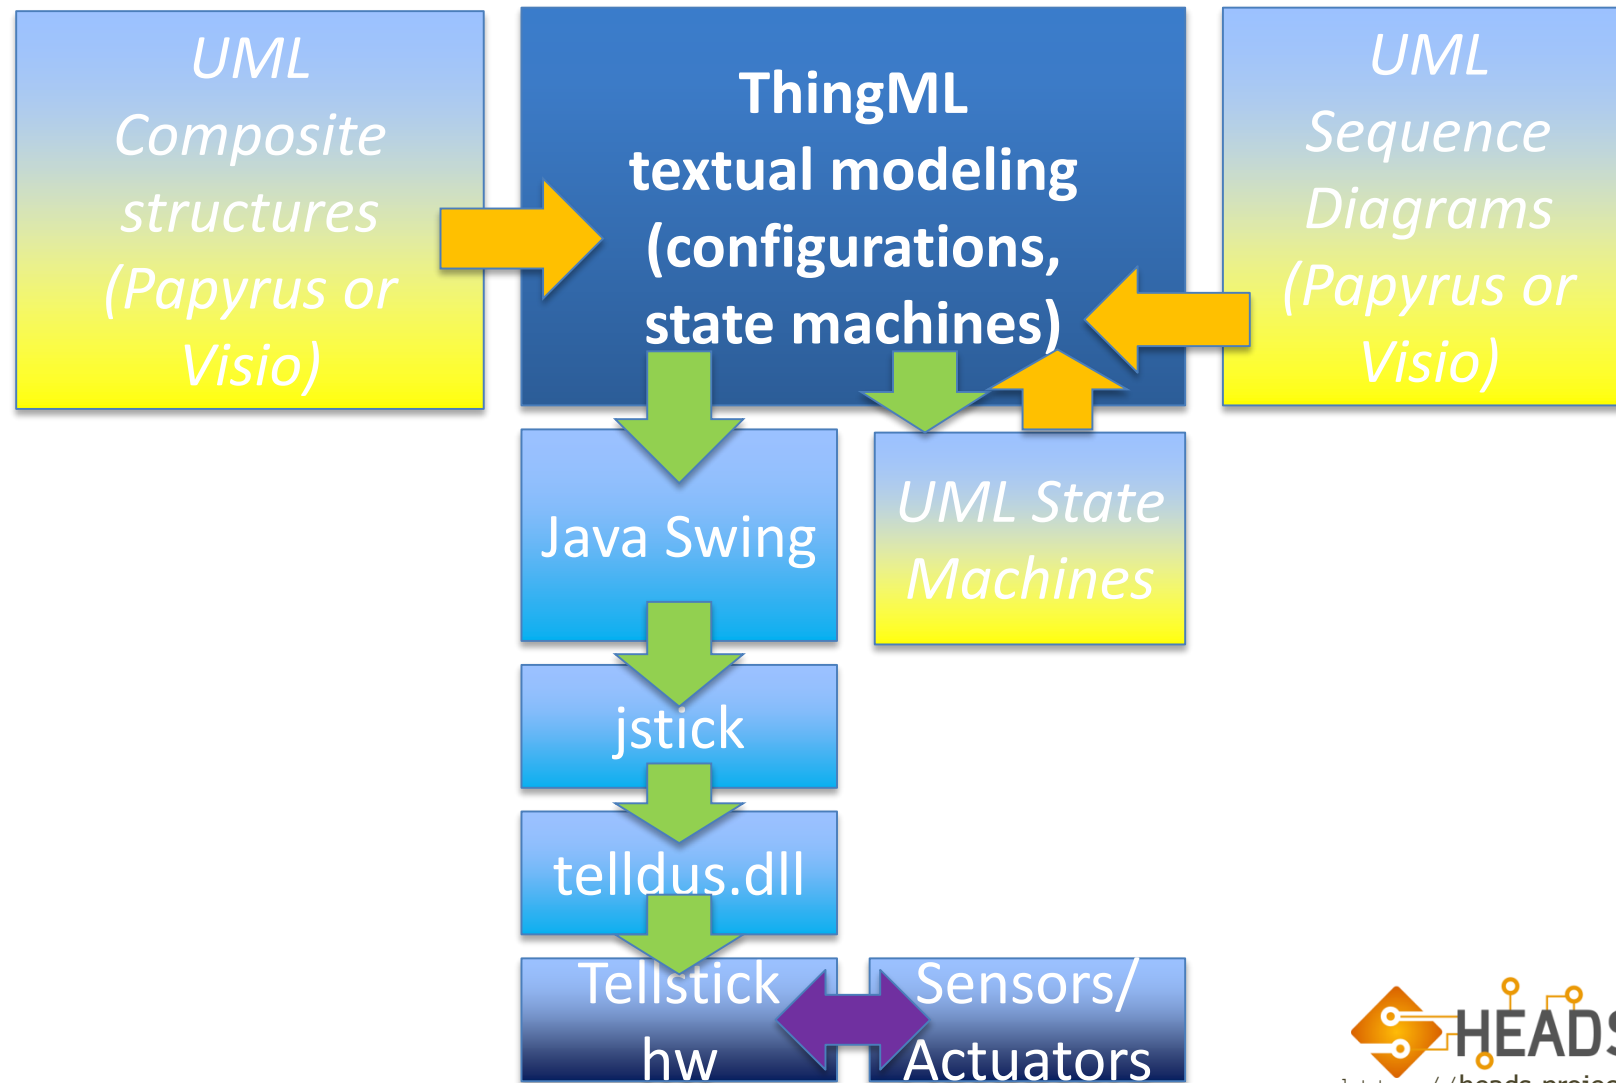 UML
Composite
structures
(Papyrus or
Visio)
ThingML
textual modeling
(configurations,
state machines)
UML
Sequence
Diagrams
(Papyrus or
Visio)
Java Swing
UML State
Machines
jstick
telldus.dll
Tellstick
hw
Sensors/
Actuators
HEADS